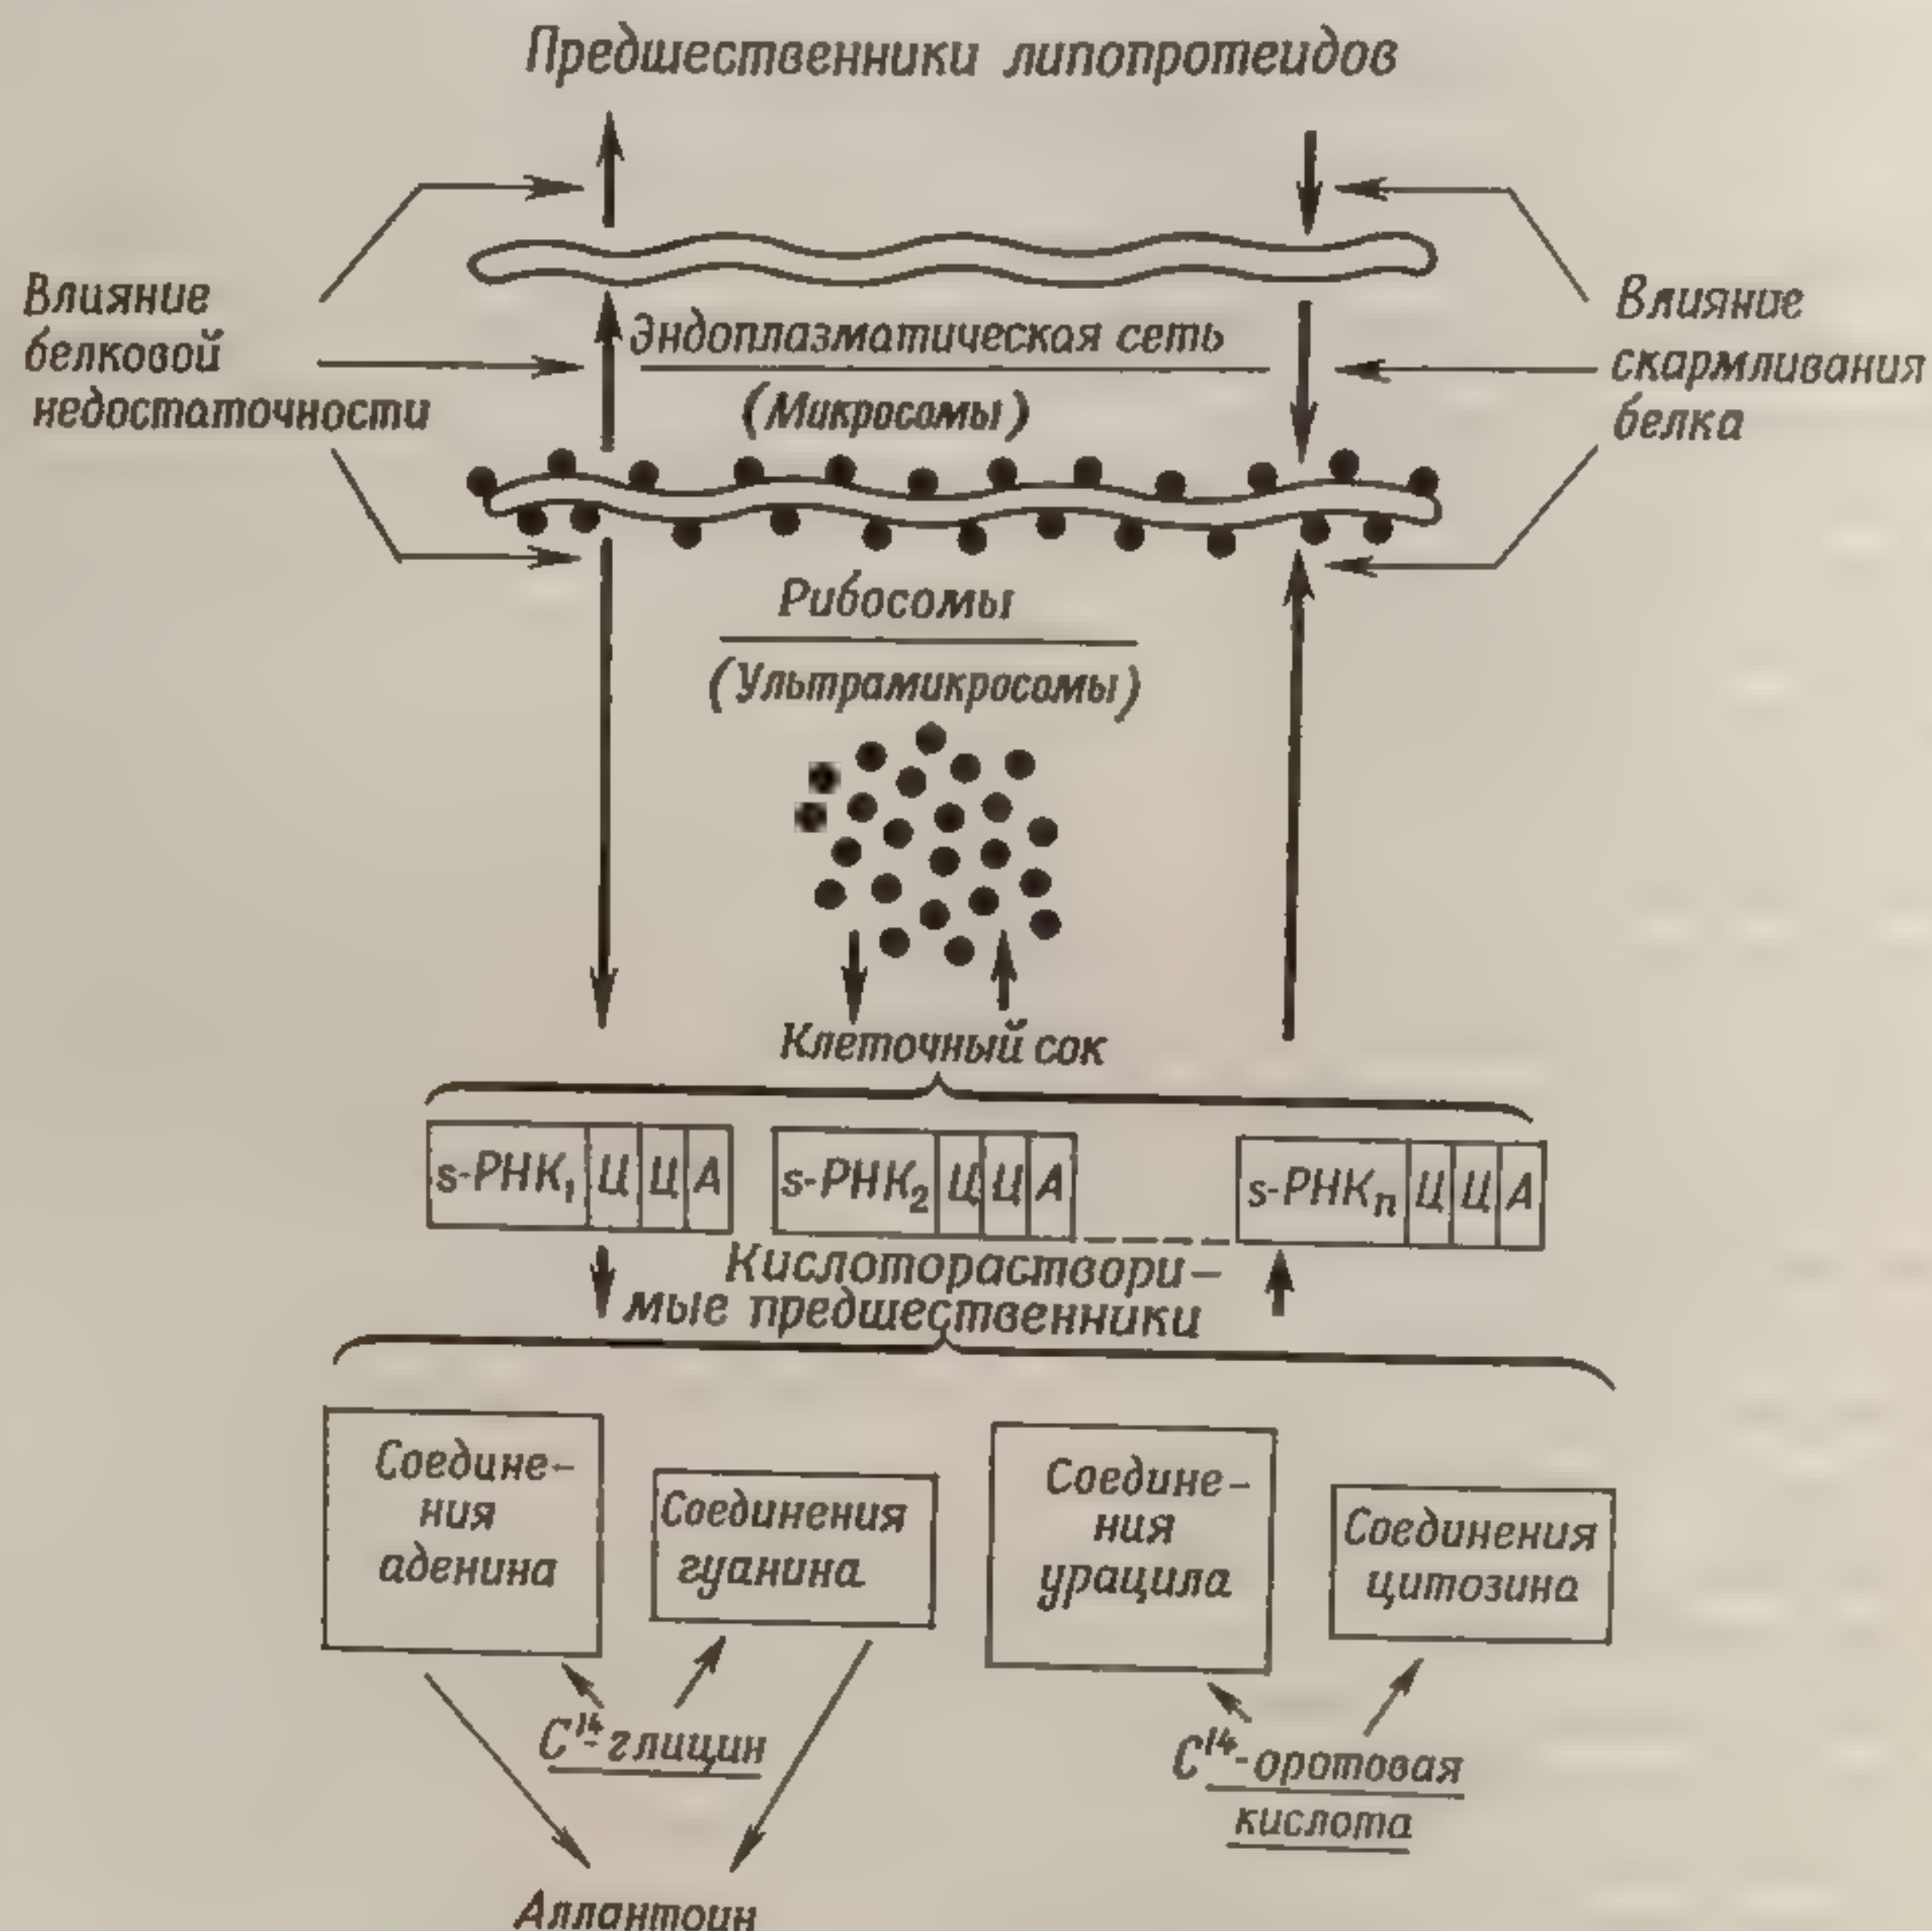 Предшественники липопротеидов
Влияние
белковой
недостаточности
Эндоплазматическая сеть
(Микросомы)
Влияние
скармливания
белка
Рибосомы
(Ультрамикросомы)
Клеточный сок
s-РНК₁ Ц Ц А
s-РНК₂ Ц Ц А
s-РНКₙ Ц Ц А
Кислотораствори-
мые предшественники
Соедине-
ния
аденина
Соединения
гуанина
Соедине-
ния
урацила
Соединения
цитозина
C¹⁴-глицин
C¹⁴-оротовая
кислота
Аллантоин